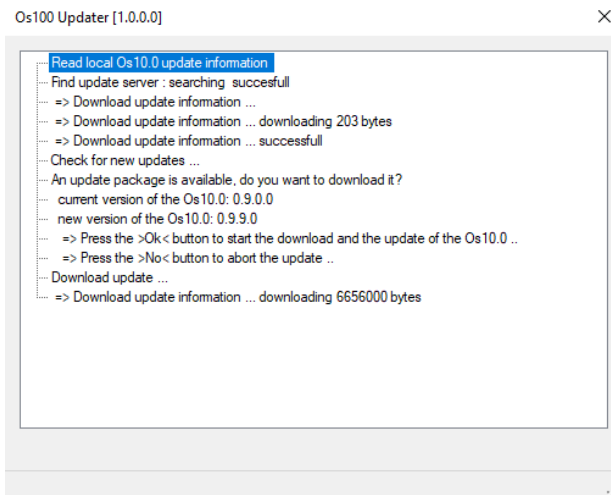 Os100 Updater [1.0.0.0]
Read local Os10.0 update information
Find update server : searching succesfull
=> Download update information ...
=> Download update information ... downloading 203 bytes
=> Download update information ... successfull
Check for new updates ...
An update package is available, do you want to download it?
current version of the Os10.0: 0.9.0.0
new version of the Os10.0: 0.9.9.0
=> Press the >Ok< button to start the download and the update of the Os10.0 ..
=> Press the >No< button to abort the update ..
Download update ...
=> Download update information ... downloading 6656000 bytes